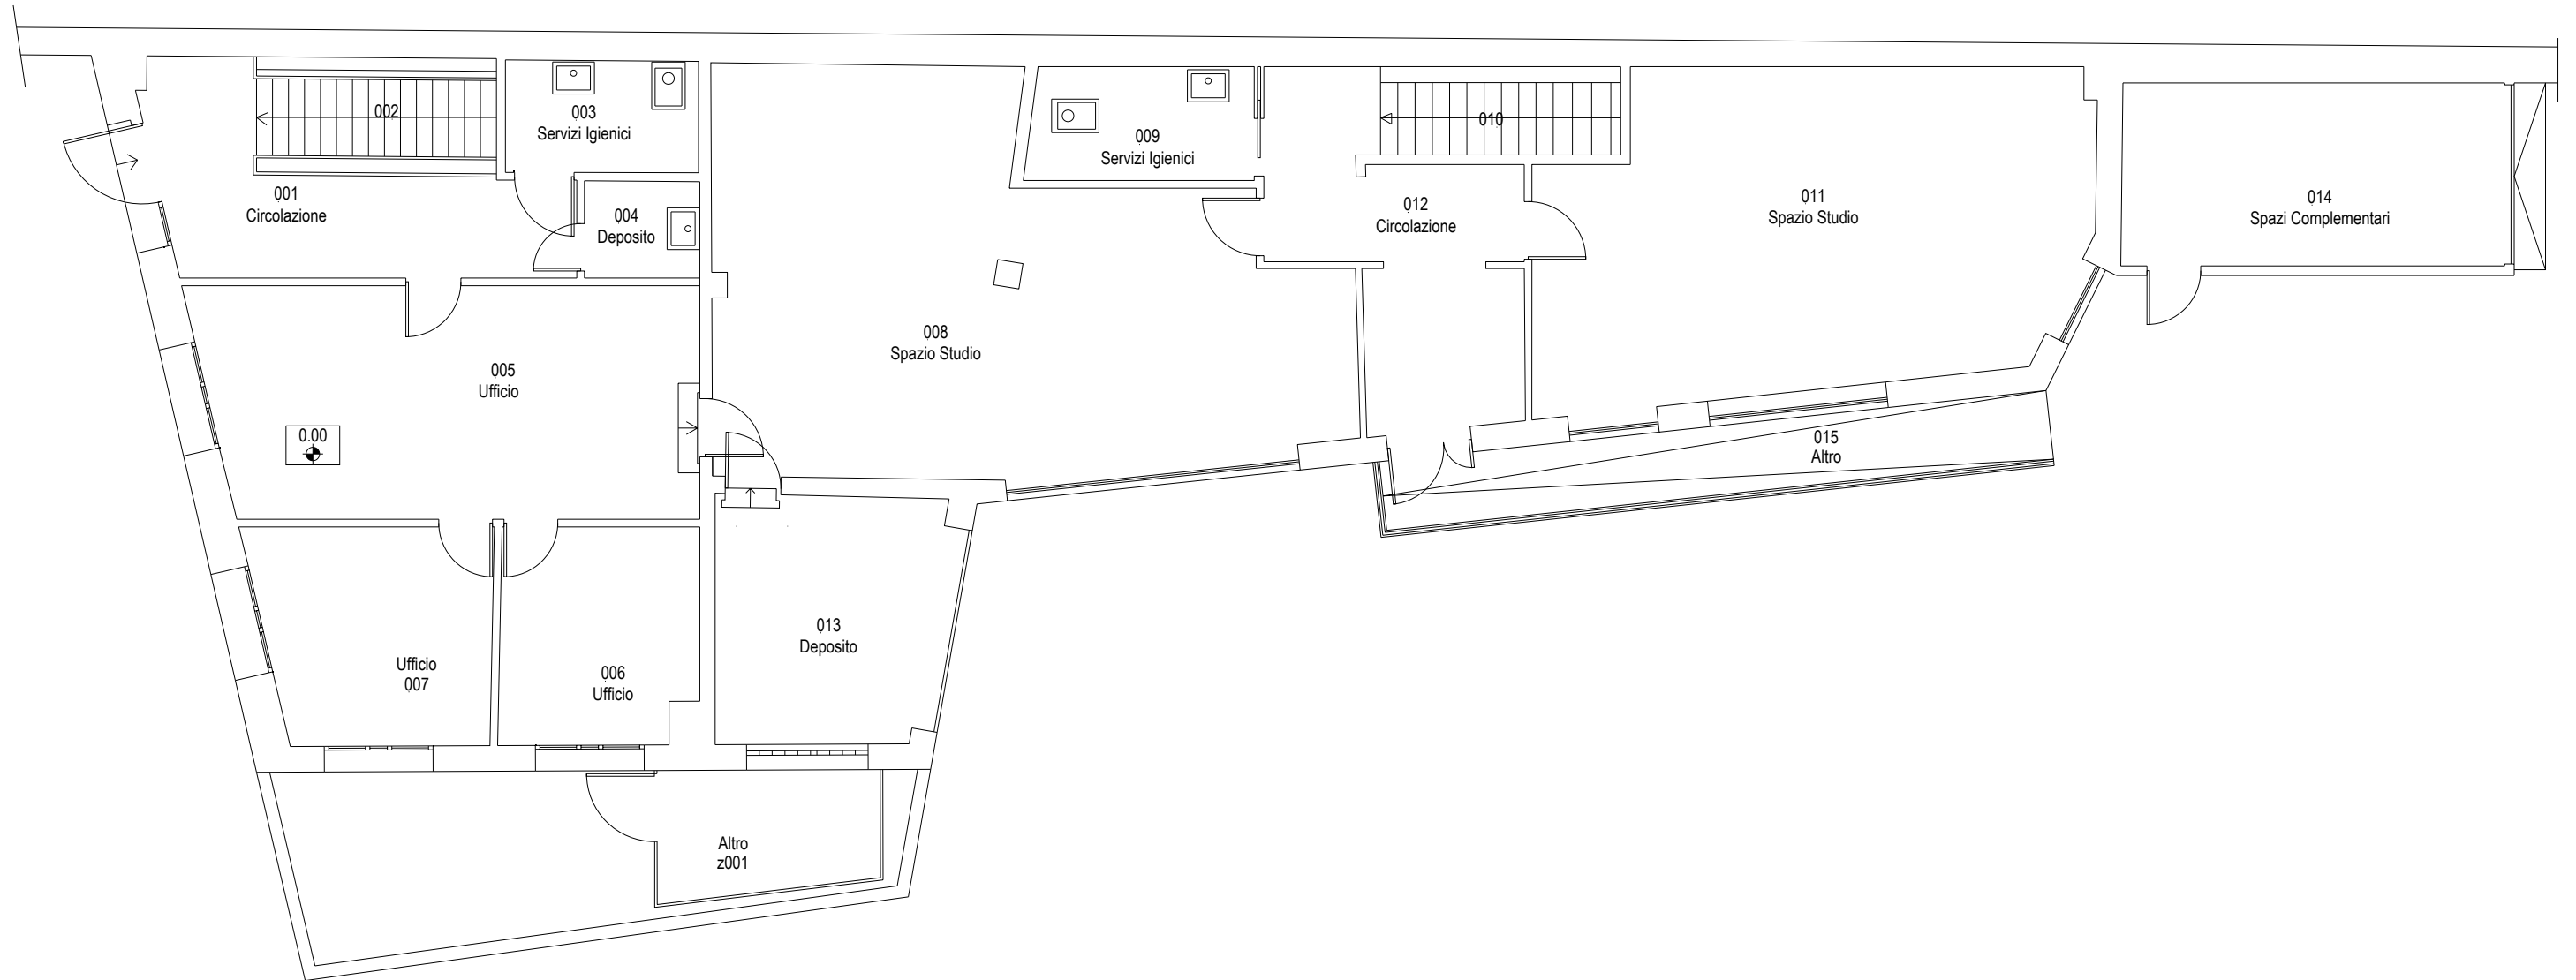 002
003
Servizi Igienici
001
Circolazione
004
Deposito
005
Ufficio
0.00
Ufficio
007
006
Ufficio
008
Spazio Studio
009
Servizi Igienici
010
012
Circolazione
011
Spazio Studio
014
Spazi Complementari
015
Altro
013
Deposito
Altro
z001